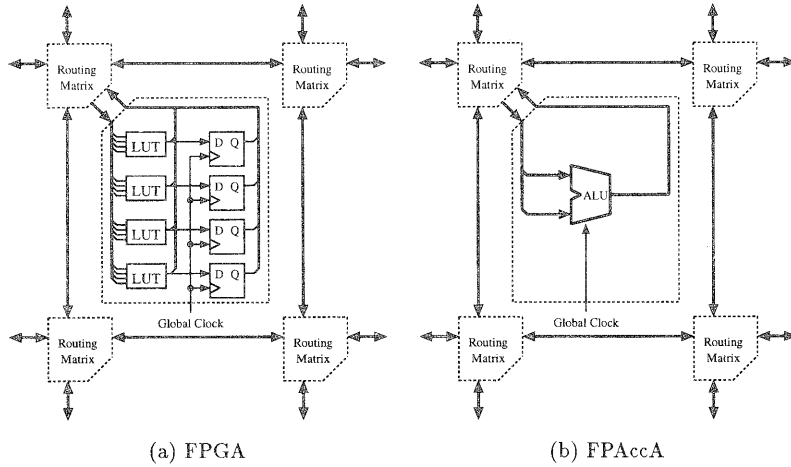 Routing
Matrix
Routing
Matrix
LUT
D Q
LUT
D Q
LUT
D Q
LUT
D Q
Global Clock
Routing
Matrix
Routing
Matrix
(a) FPGA
Routing
Matrix
Routing
Matrix
ALU
Global Clock
Routing
Matrix
Routing
Matrix
(b) FPAccA